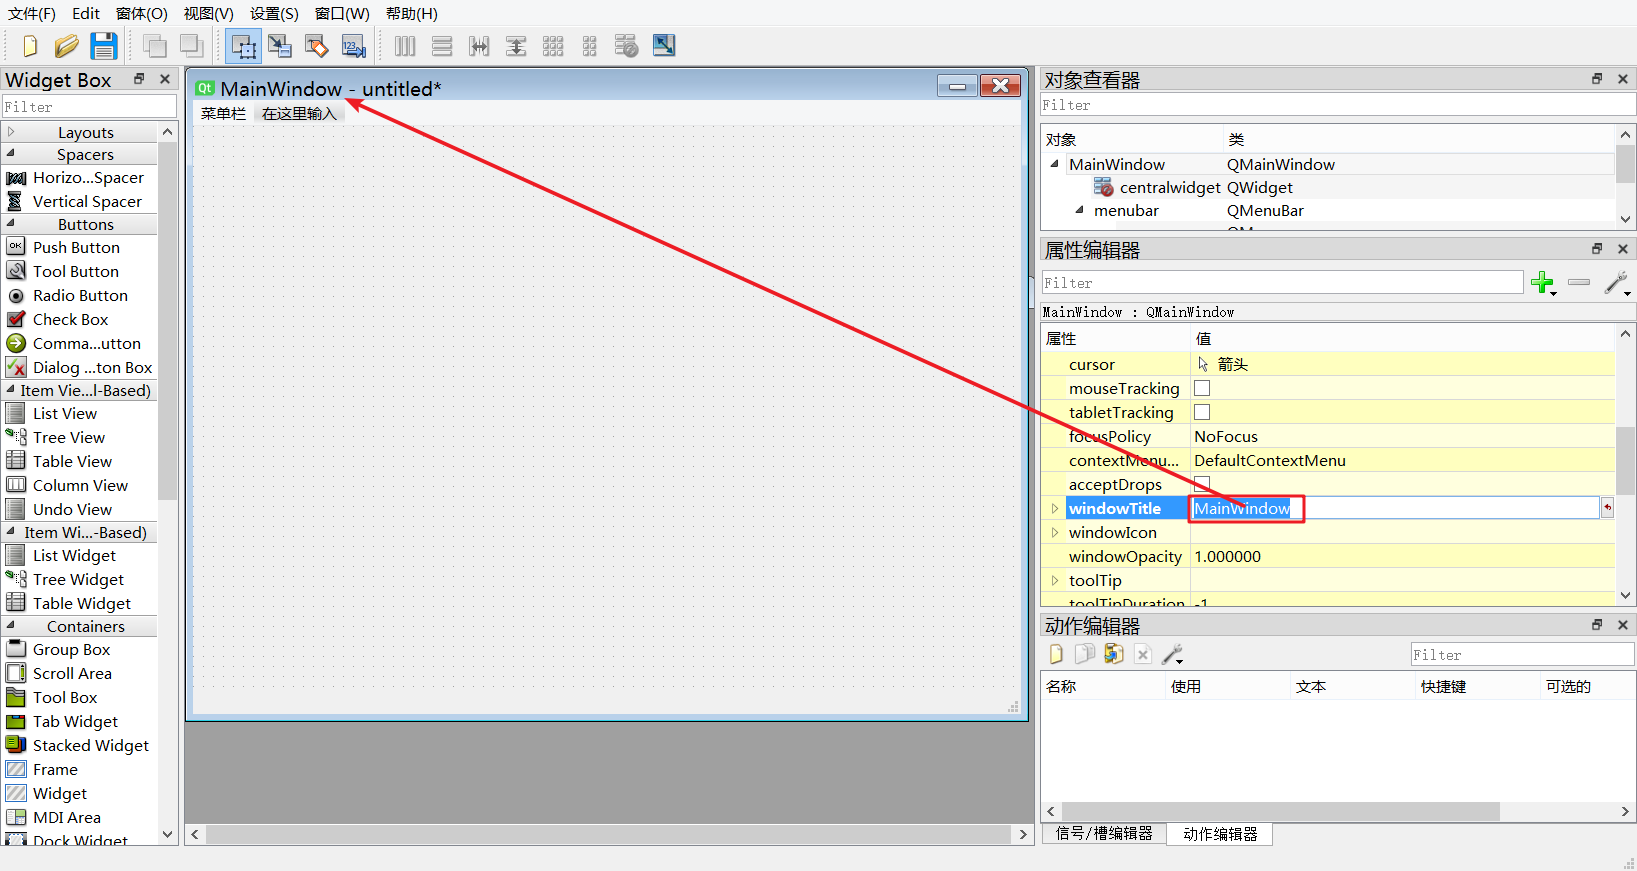 文件(F) Edit 窗体(O) 视图(V) 设置(S) 窗口(W) 帮助(H)
Widget Box
Filter
Layouts
Spacers
Horizo...Spacer
Vertical Spacer
Buttons
Push Button
Tool Button
Radio Button
Check Box
Comma...utton
Dialog ...ton Box
Item Vie...l-Based)
List View
Tree View
Table View
Column View
Undo View
Item Wi...-Based)
List Widget
Tree Widget
Table Widget
Containers
Group Box
Scroll Area
Tool Box
Tab Widget
Stacked Widget
Frame
Widget
MDI Area
Dock Widget
MainWindow - untitled*
菜单栏 在这里输入
对象查看器
Filter
对象 类
MainWindow QMainWindow
centralwidget QWidget
menubar QMenuBar
属性编辑器
Filter
MainWindow : QMainWindow
属性 值
cursor 箭头
mouseTracking
tabletTracking
focusPolicy NoFocus
contextMenu... DefaultContextMenu
acceptDrops
windowTitle MainWindow
windowIcon
windowOpacity 1.000000
toolTip
toolTipDuration -1
动作编辑器
Filter
名称 使用 文本 快捷键 可选的
信号/槽编辑器 动作编辑器